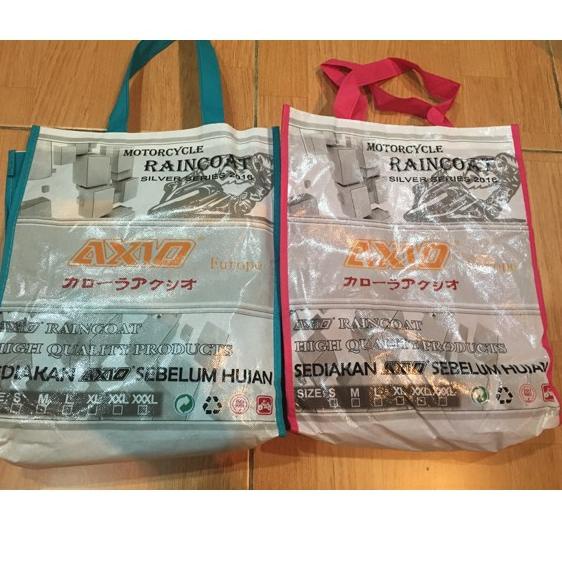 MOTORCYCLE
RAINCOAT
SILVER SERIES 2016
AXIO Europe
カローラアクシオ
AXIO RAINCOAT
HIGH QUALITY PRODUCTS
SEDIAKAN AXIO SEBELUM HUJAN
S M L XL XXL XXXL
MOTORCYCLE
RAINCOAT
SILVER SERIES 2016
AXIO Europe
カローラアクシオ
AXIO RAINCOAT
HIGH QUALITY PRODUCTS
SEDIAKAN AXIO SEBELUM HUJAN
SIZE: S M L XL XXL XXXL